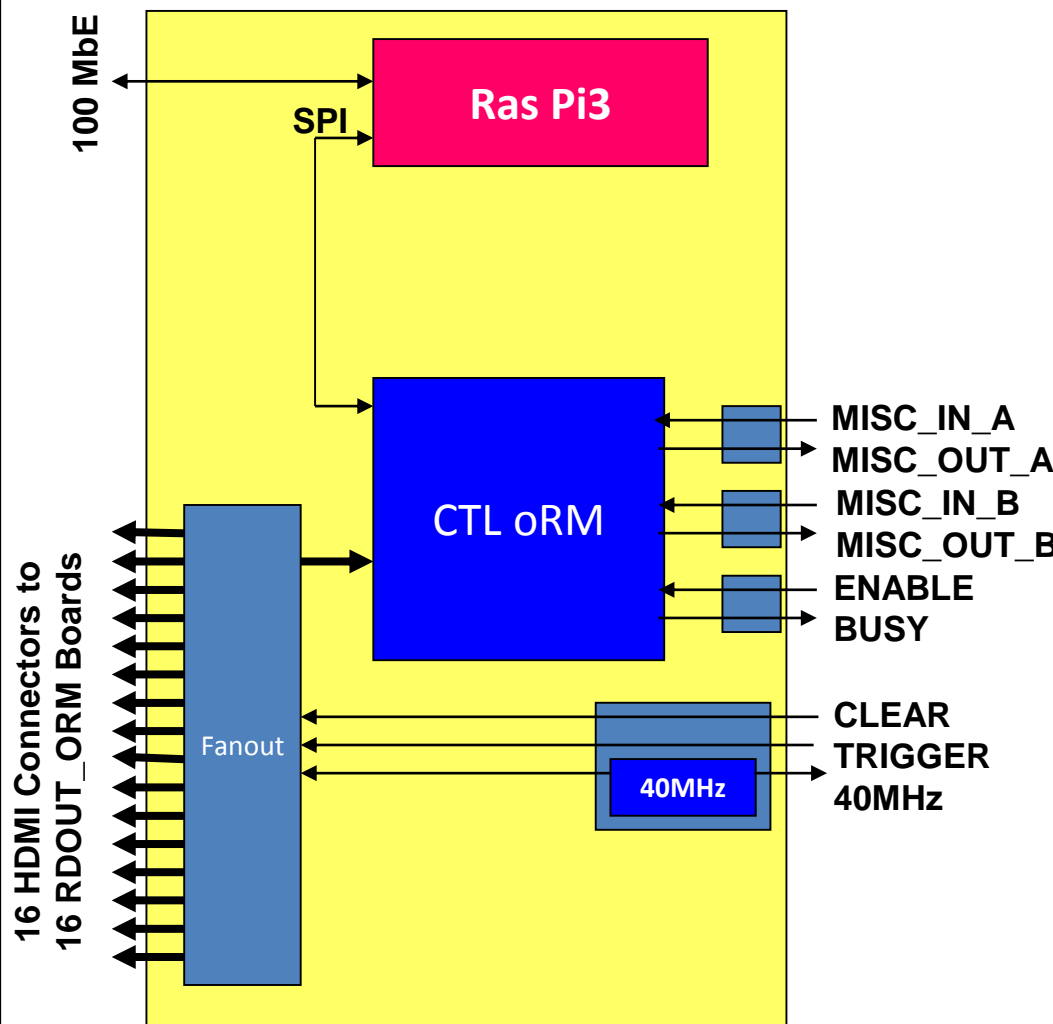 100 MbE
Ras Pi3
SPI
CTL oRM
MISC_IN_A
MISC_OUT_A
MISC_IN_B
MISC_OUT_B
ENABLE
BUSY
16 HDMI Connectors to
16 RDOUT_ORM Boards
Fanout
CLEAR
TRIGGER
40MHz
40MHz